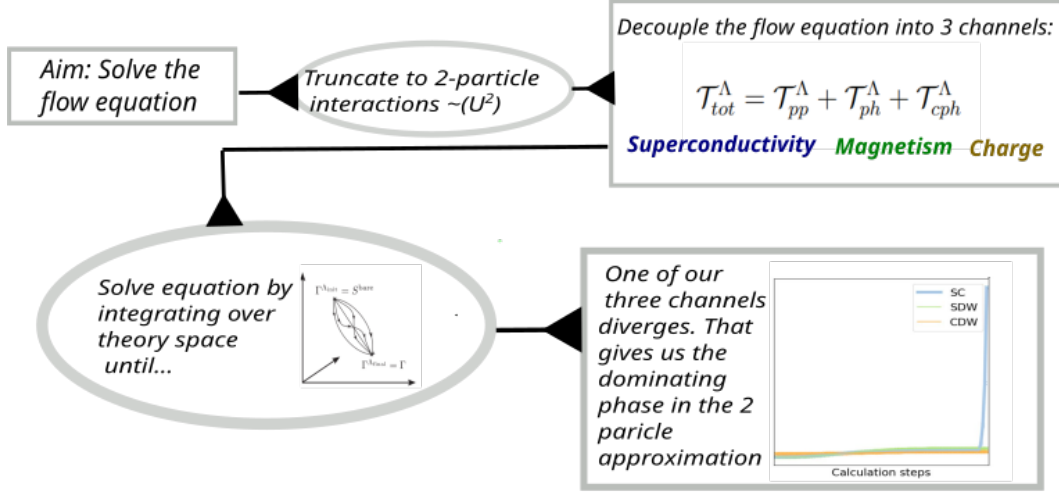 Aim: Solve the
flow equation
Truncate to 2-particle
interactions ~(U²)
Decouple the flow equation into 3 channels:
𝒯^Λ_tot = 𝒯^Λ_pp + 𝒯^Λ_ph + 𝒯^Λ_cph
Superconductivity Magnetism Charge
Solve equation by
integrating over
theory space
until...
Γ^Λinit = S^bare
Γ^Λfinal = Γ
One of our
three channels
diverges. That
gives us the
dominating
phase in the 2
paricle
approximation
SC
SDW
CDW
Calculation steps